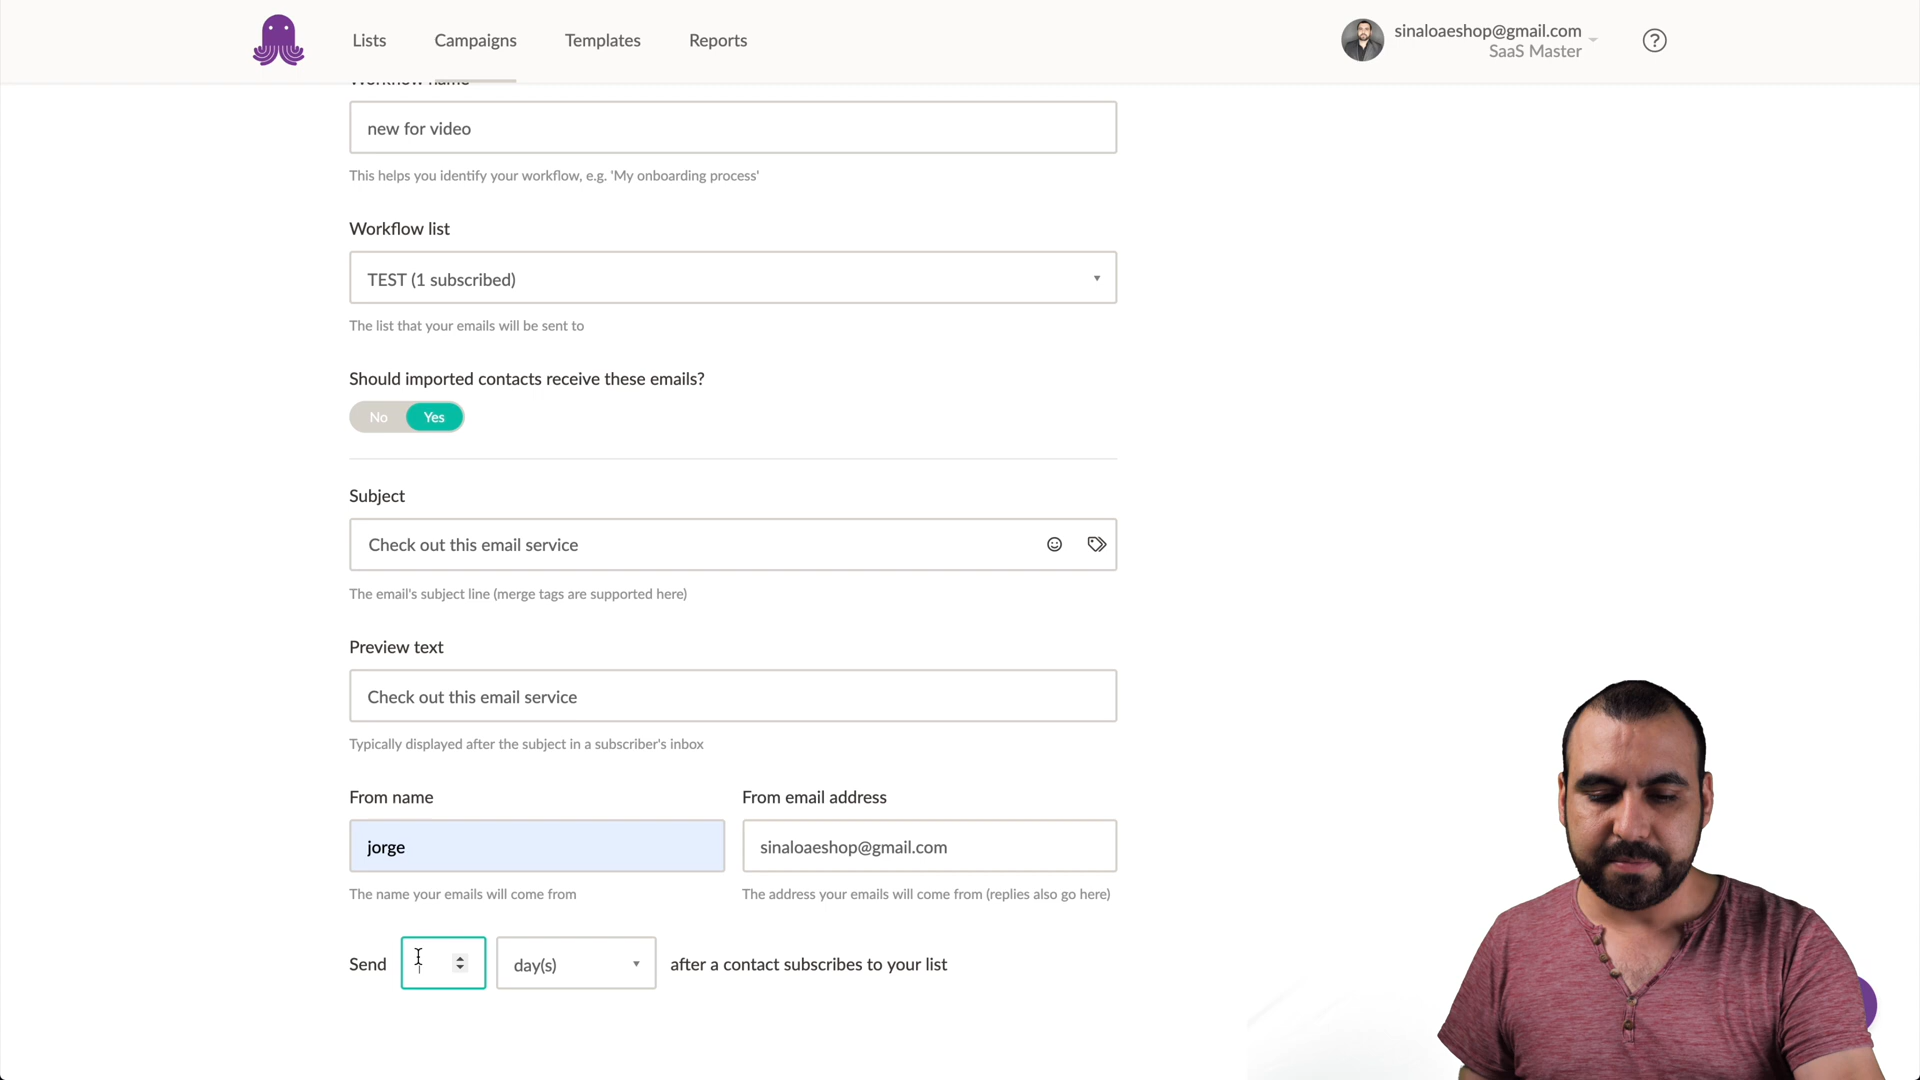 Lists Campaigns Templates Reports
sinaloaeshop@gmail.com
SaaS Master
Workflow name
new for video
This helps you identify your workflow, e.g. 'My onboarding process'
Workflow list
TEST (1 subscribed)
The list that your emails will be sent to
Should imported contacts receive these emails?
No Yes
Subject
Check out this email service
The email's subject line (merge tags are supported here)
Preview text
Check out this email service
Typically displayed after the subject in a subscriber's inbox
From name From email address
jorge sinaloaeshop@gmail.com
The name your emails will come from The address your emails will come from (replies also go here)
Send day(s) after a contact subscribes to your list